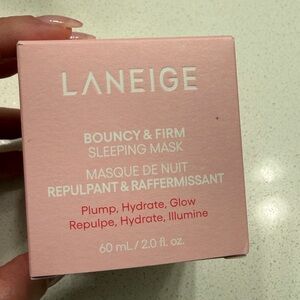 LANEIGE
BOUNCY & FIRM
SLEEPING MASK
MASQUE DE NUIT
REPULPANT & RAFFERMISSANT
Plump, Hydrate, Glow
Repulpe, Hydrate, Illumine
60 mL / 2.0 fl. oz.